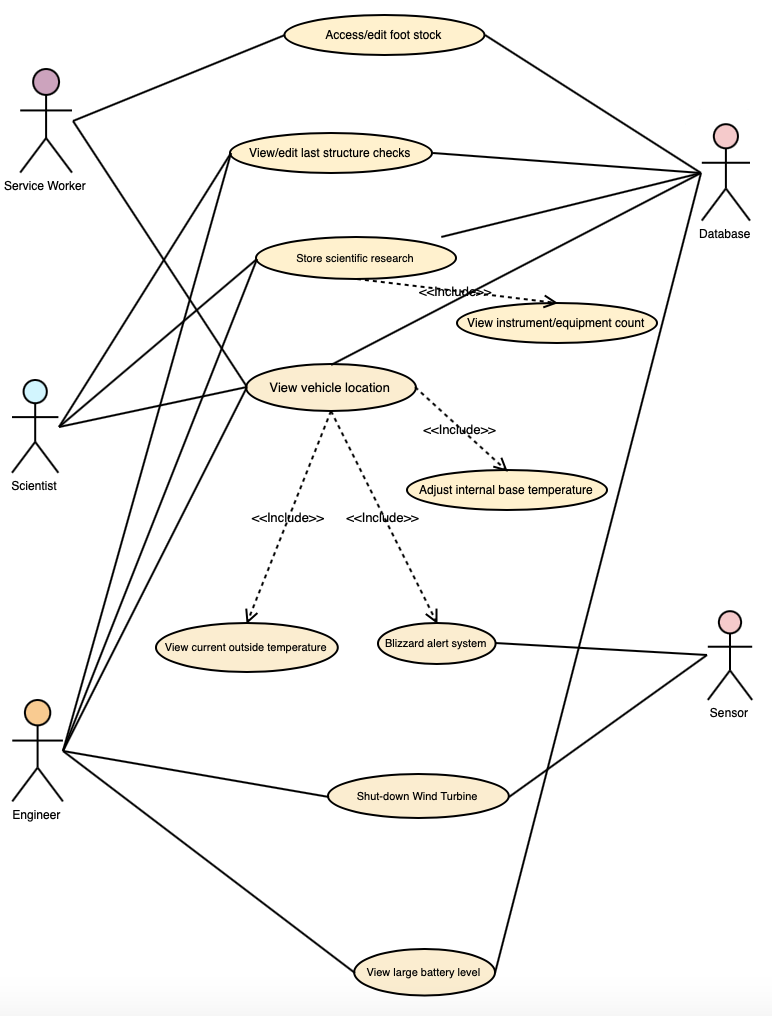 Access/edit foot stock
View/edit last structure checks
Service Worker
Database
Store scientific research
<<Include>>
View instrument/equipment count
View vehicle location
<<Include>>
Scientist
Adjust internal base temperature
<<Include>>
<<Include>>
View current outside temperature
Blizzard alert system
Sensor
Shut-down Wind Turbine
Engineer
View large battery level